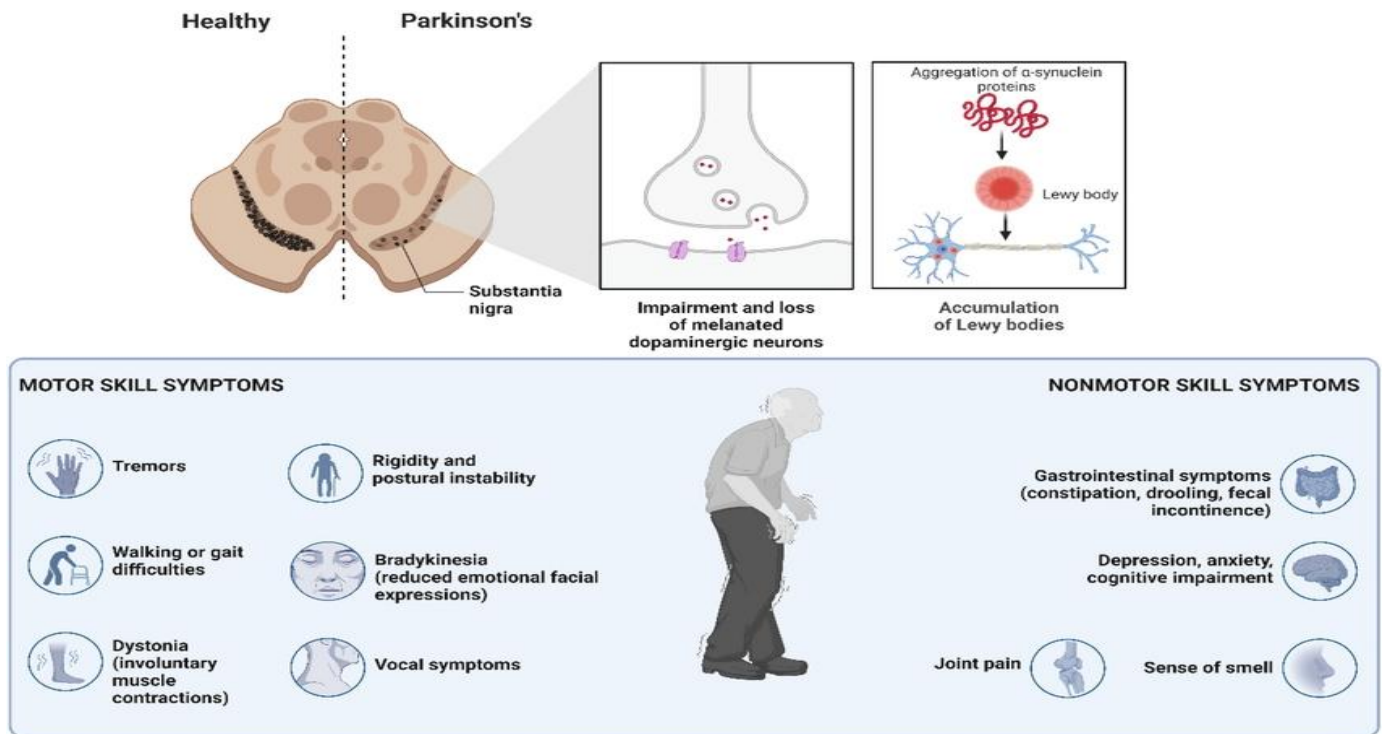 Healthy
Parkinson's
Substantia
nigra
Impairment and loss
of melanated
dopaminergic neurons
Aggregation of α-synuclein
proteins
Lewy body
Accumulation
of Lewy bodies
MOTOR SKILL SYMPTOMS
Tremors
Rigidity and
postural instability
Walking or gait
difficulties
Bradykinesia
(reduced emotional facial
expressions)
Dystonia
(involuntary
muscle
contractions)
Vocal symptoms
NONMOTOR SKILL SYMPTOMS
Gastrointestinal symptoms
(constipation, drooling, fecal
incontinence)
Depression, anxiety,
cognitive impairment
Joint pain
Sense of smell